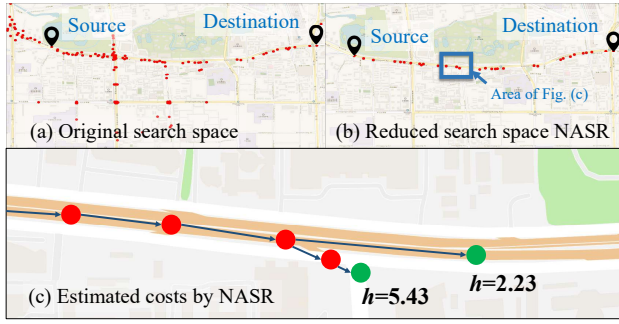 Source
Destination
(a) Original search space
Source
Destination
Area of Fig. (c)
(b) Reduced search space NASR
h=5.43
h=2.23
(c) Estimated costs by NASR